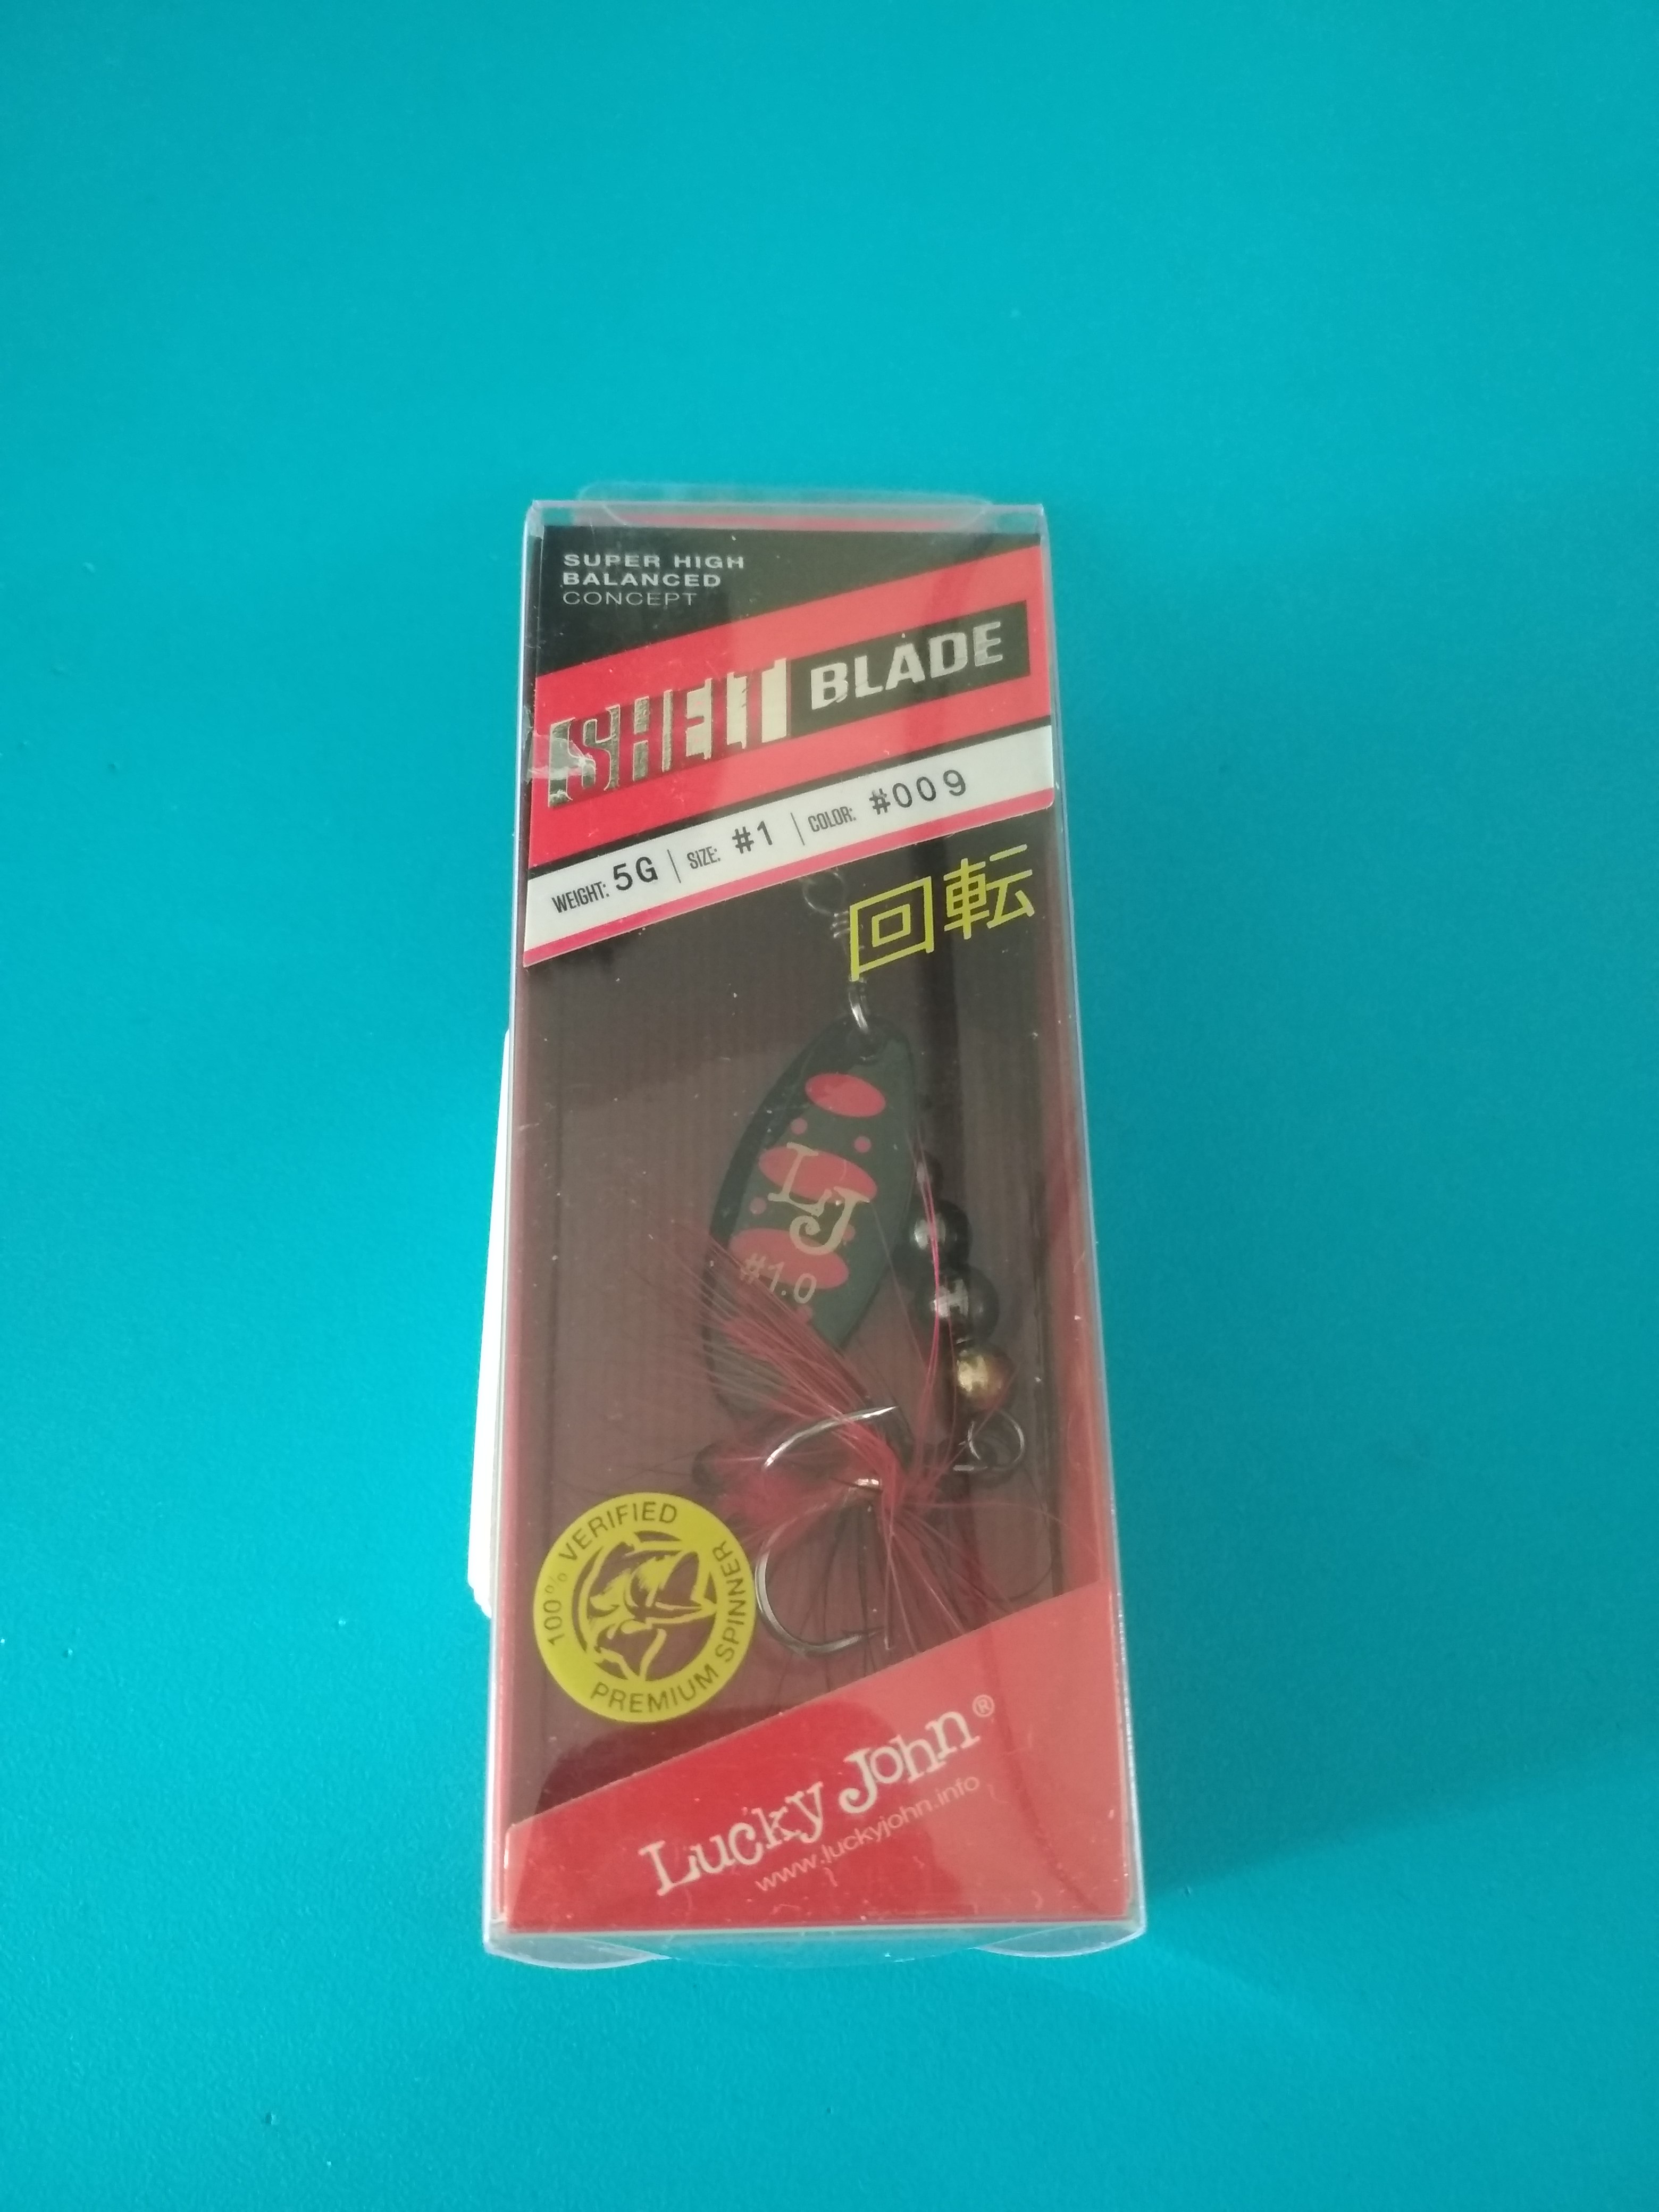 SUPER HIGH
BALANCED
CONCEPT
SHELT BLADE
WEIGHT: 5G | SIZE: #1 | COLOR: #009
回転
LJ
#1.0
H
100% VERIFIED
PREMIUM SPINNER
Lucky John®
www.luckyjohn.info